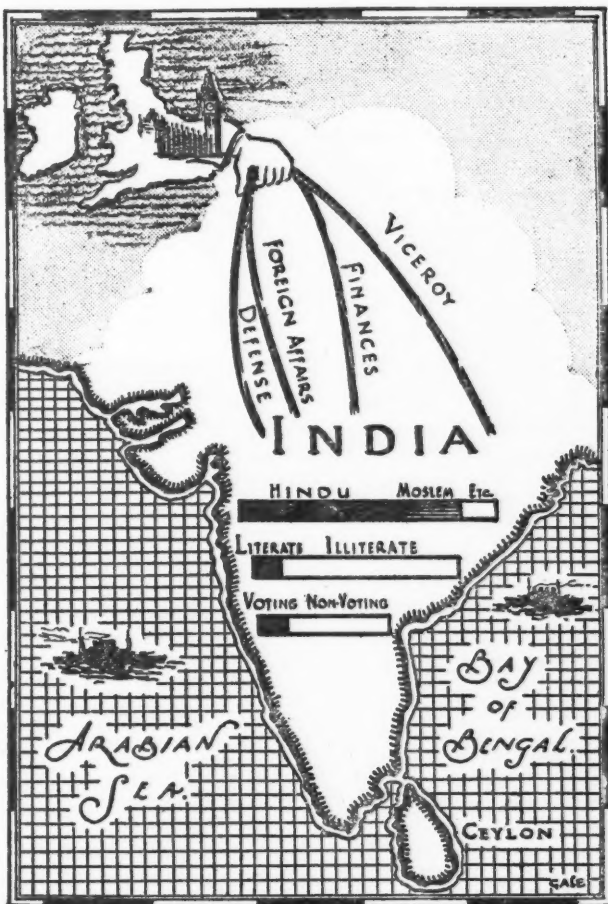 VICEROY
FINANCES
FOREIGN AFFAIRS
DEFENSE
INDIA
HINDU MOSLEM ETC.
LITERATE ILLITERATE
VOTING NON-VOTING
ARABIAN
SEA.
BAY
OF
BENGAL.
CEYLON
GALE